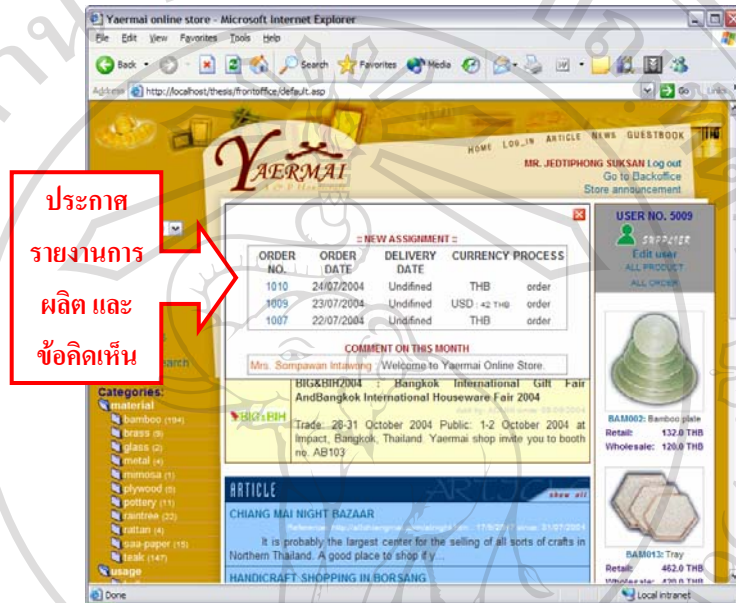 Yaermai online store - Microsoft Internet Explorer
File Edit View Favorites Tools Help
Back Search Favorites Media
Address http://localhost/thesis/frontoffice/default.asp Go Links
HOME LOG_IN ARTICLE NEWS GUESTBOOK
YAERMAI
MR. JEDTIPHONG SUKSAN Log out
Go to Backoffice
Store announcement
ประกาศ
รายงานการ
ผลิต และ
ข้อคิดเห็น
:: NEW ASSIGNMENT ::
ORDER NO. ORDER DATE DELIVERY DATE CURRENCY PROCESS
1010 24/07/2004 Undifined THB order
1009 23/07/2004 Undifined USD : 42 THB order
1007 22/07/2004 Undifined THB order
COMMENT ON THIS MONTH
Mrs. Sompawan Intawong : Welcome to Yaermai Online Store.
USER NO. 5009
SUPPLIER
Edit user
ALL PRODUCT
ALL ORDER
BAM002: Bamboo plate
Retail: 132.0 THB
Wholesale: 120.0 THB
BAM013: Tray
Retail: 462.0 THB
Wholesale: 420.0 THB
Categories:
material
bamboo (194)
brass (9)
glass (2)
metal (4)
mimosa (1)
plywood (5)
pottery (11)
raintree (22)
rattan (4)
saa-paper (15)
teak (147)
usage
BIG&BIH2004 : Bangkok International Gift Fair
AndBangkok International Houseware Fair 2004
BIG&BIH
Trade: 28-31 October 2004 Public: 1-2 October 2004 at
Impact, Bangkok, Thailand. Yaermai shop invite you to booth
no. AB103
ARTICLE show all
CHIANG MAI NIGHT BAZAAR
It is probably the largest center for the selling of all sorts of crafts in
Northern Thailand. A good place to shop if y...
HANDICRAFT SHOPPING IN BORSANG
Done Local intranet